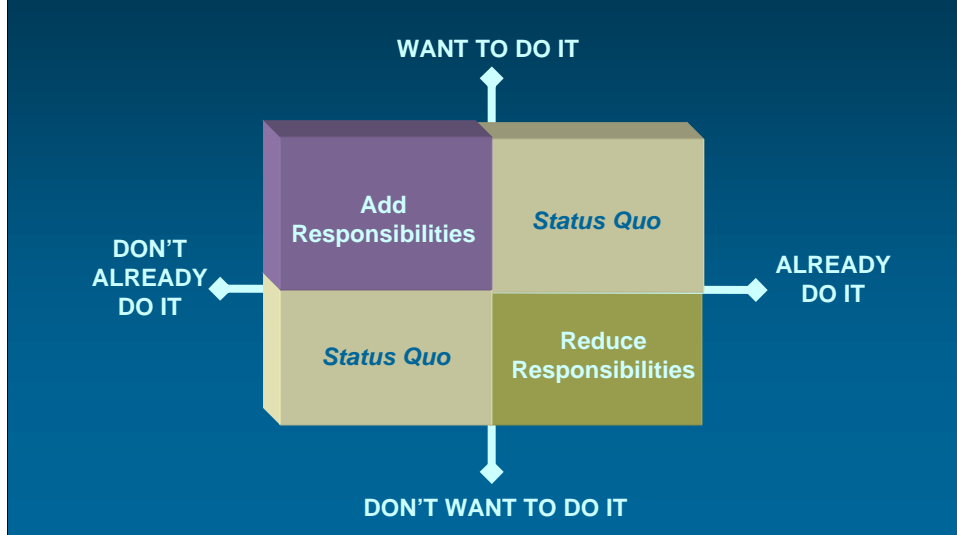 WANT TO DO IT
Add
Responsibilities
Status Quo
DON'T
ALREADY
DO IT
ALREADY
DO IT
Status Quo
Reduce
Responsibilities
DON'T WANT TO DO IT